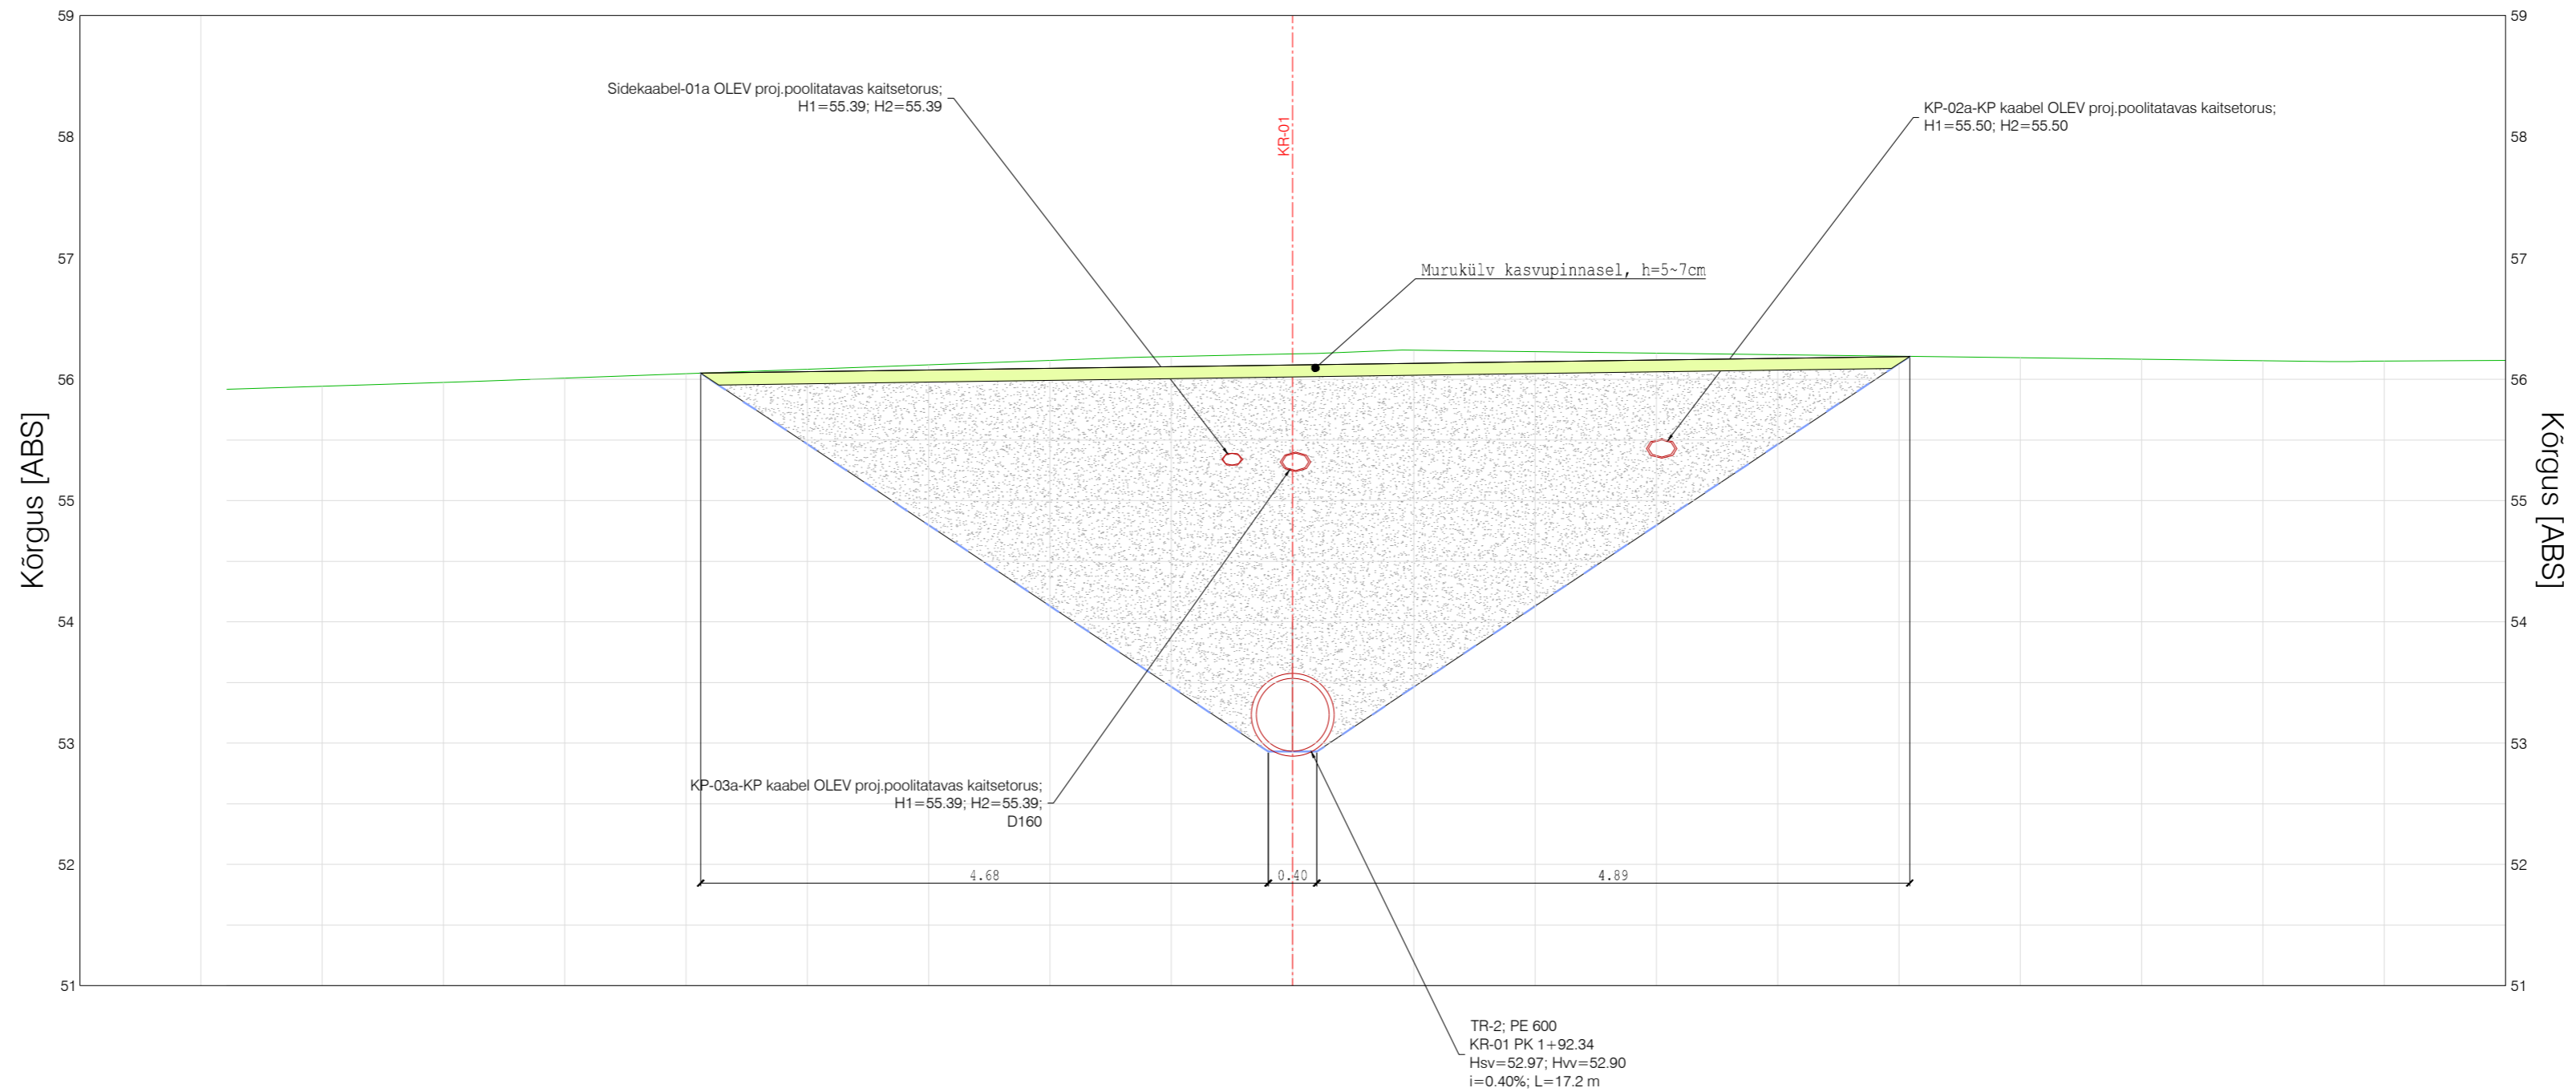 59
59
Sidekaabel-01a OLEV proj.poolitatavas kaitsetorus;
H1=55.39; H2=55.39
KP-02a-KP kaabel OLEV proj.poolitatavas kaitsetorus;
H1=55.50; H2=55.50
KR-01
58
58
57
57
Murukülv kasvupinnasel, h=5~7cm
56
56
Kõrgus [ABS]
Kõrgus [ABS]
55
55
54
54
53
53
KP-03a-KP kaabel OLEV proj.poolitatavas kaitsetorus;
H1=55.39; H2=55.39;
D160
52
52
4.68
0.40
4.89
51
51
TR-2; PE 600
KR-01 PK 1+92.34
Hsv=52.97; Hvv=52.90
i=0.40%; L=17.2 m